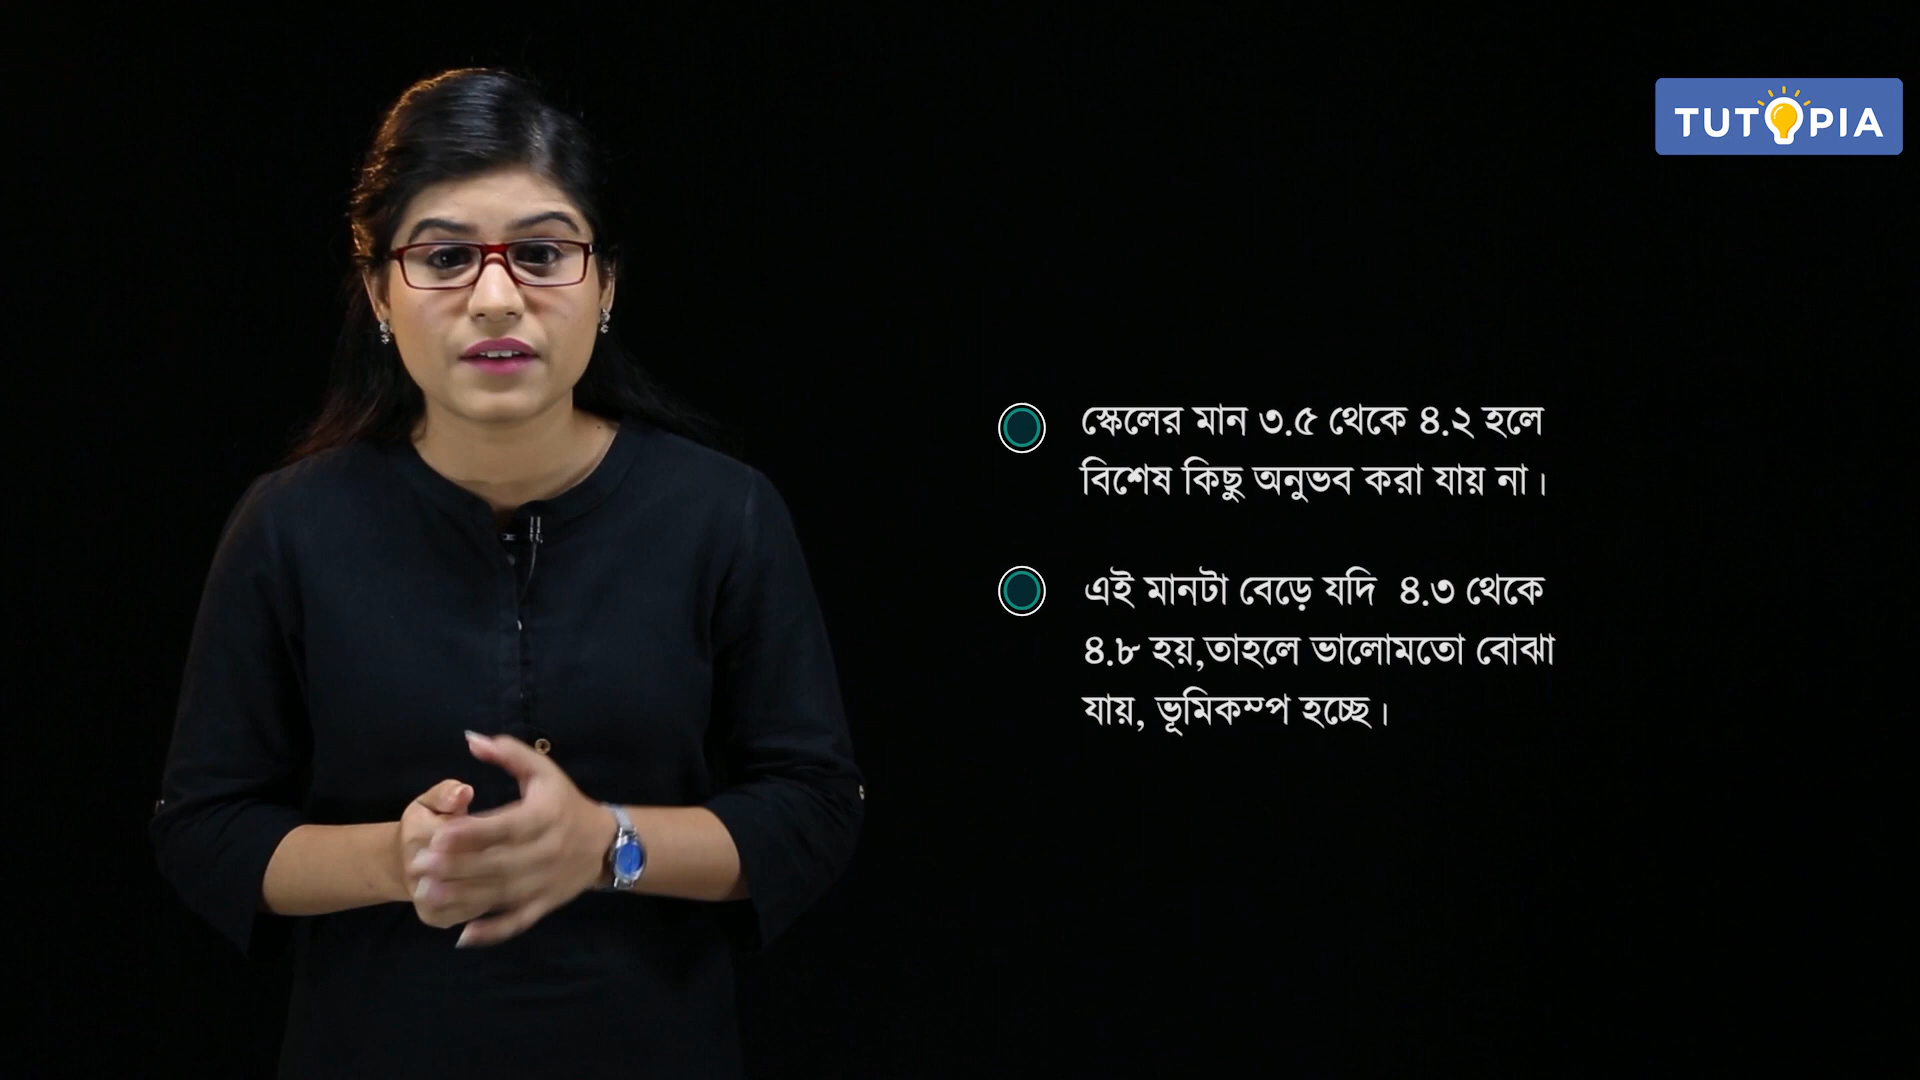 TUTOPIA
স্কেলের মান ৩.৫ থেকে ৪.২ হলে
বিশেষ কিছু অনুভব করা যায় না।
এই মানটা বেড়ে যদি ৪.৩ থেকে
৪.৮ হয়,তাহলে ভালোমতো বোঝা
যায়, ভূমিকম্প হচ্ছে।